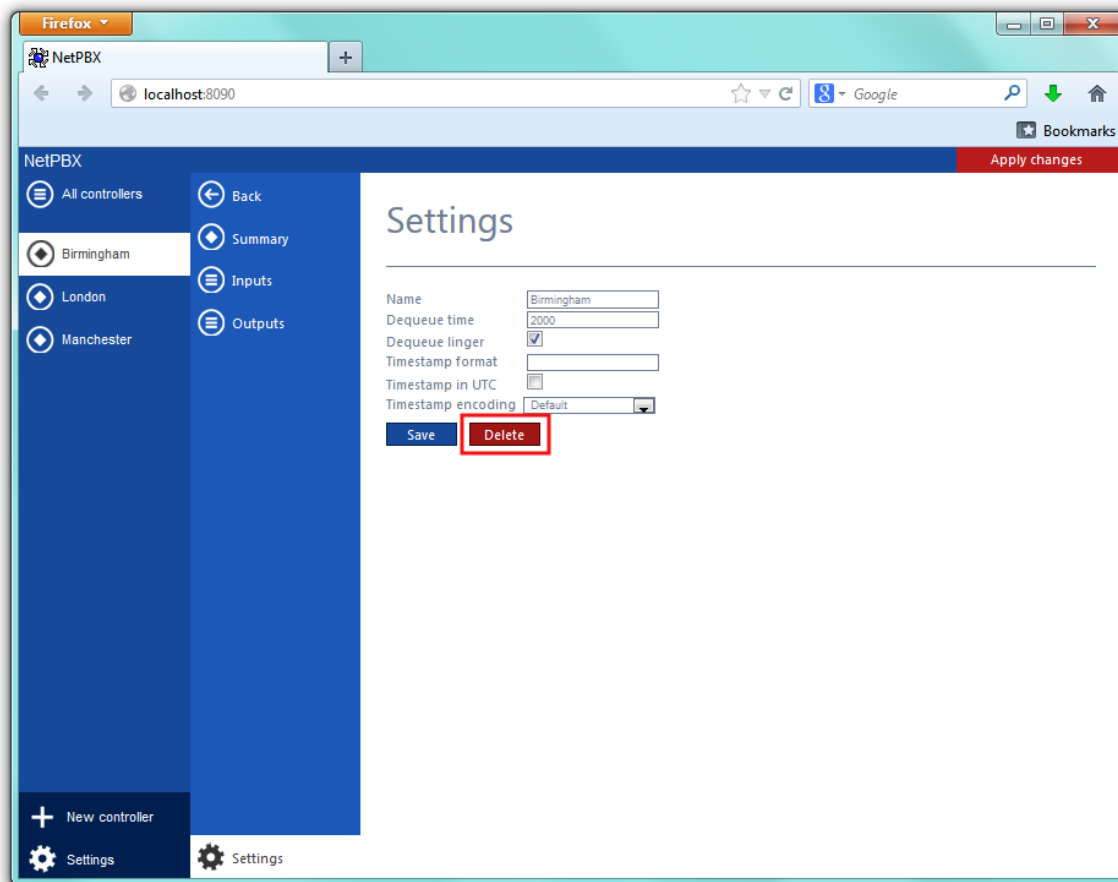 Firefox
NetPBX
localhost:8090
8 Google
Bookmarks
NetPBX
Apply changes
All controllers
Birmingham
London
Manchester
New controller
Settings
Back
Summary
Inputs
Outputs
Settings
Settings
Name Birmingham
Dequeue time 2000
Dequeue linger
Timestamp format
Timestamp in UTC
Timestamp encoding Default
Save Delete